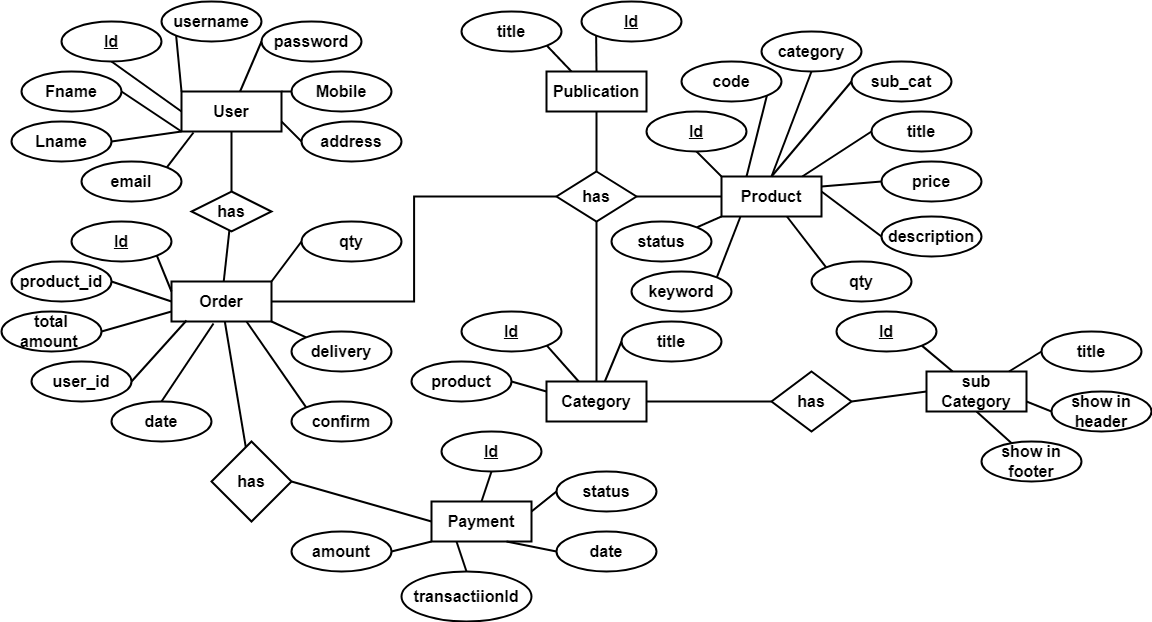 username
Id
password
Fname
Mobile
User
Lname
address
email
has
Id
qty
product_id
Order
total
amount
delivery
user_id
date
confirm
has
title
Id
Publication
category
code
sub_cat
Id
title
has
Product
price
status
description
keyword
qty
Id
title
product
Category
has
Id
title
sub
Category
show in
header
show in
footer
Id
status
Payment
amount
date
transactiionId